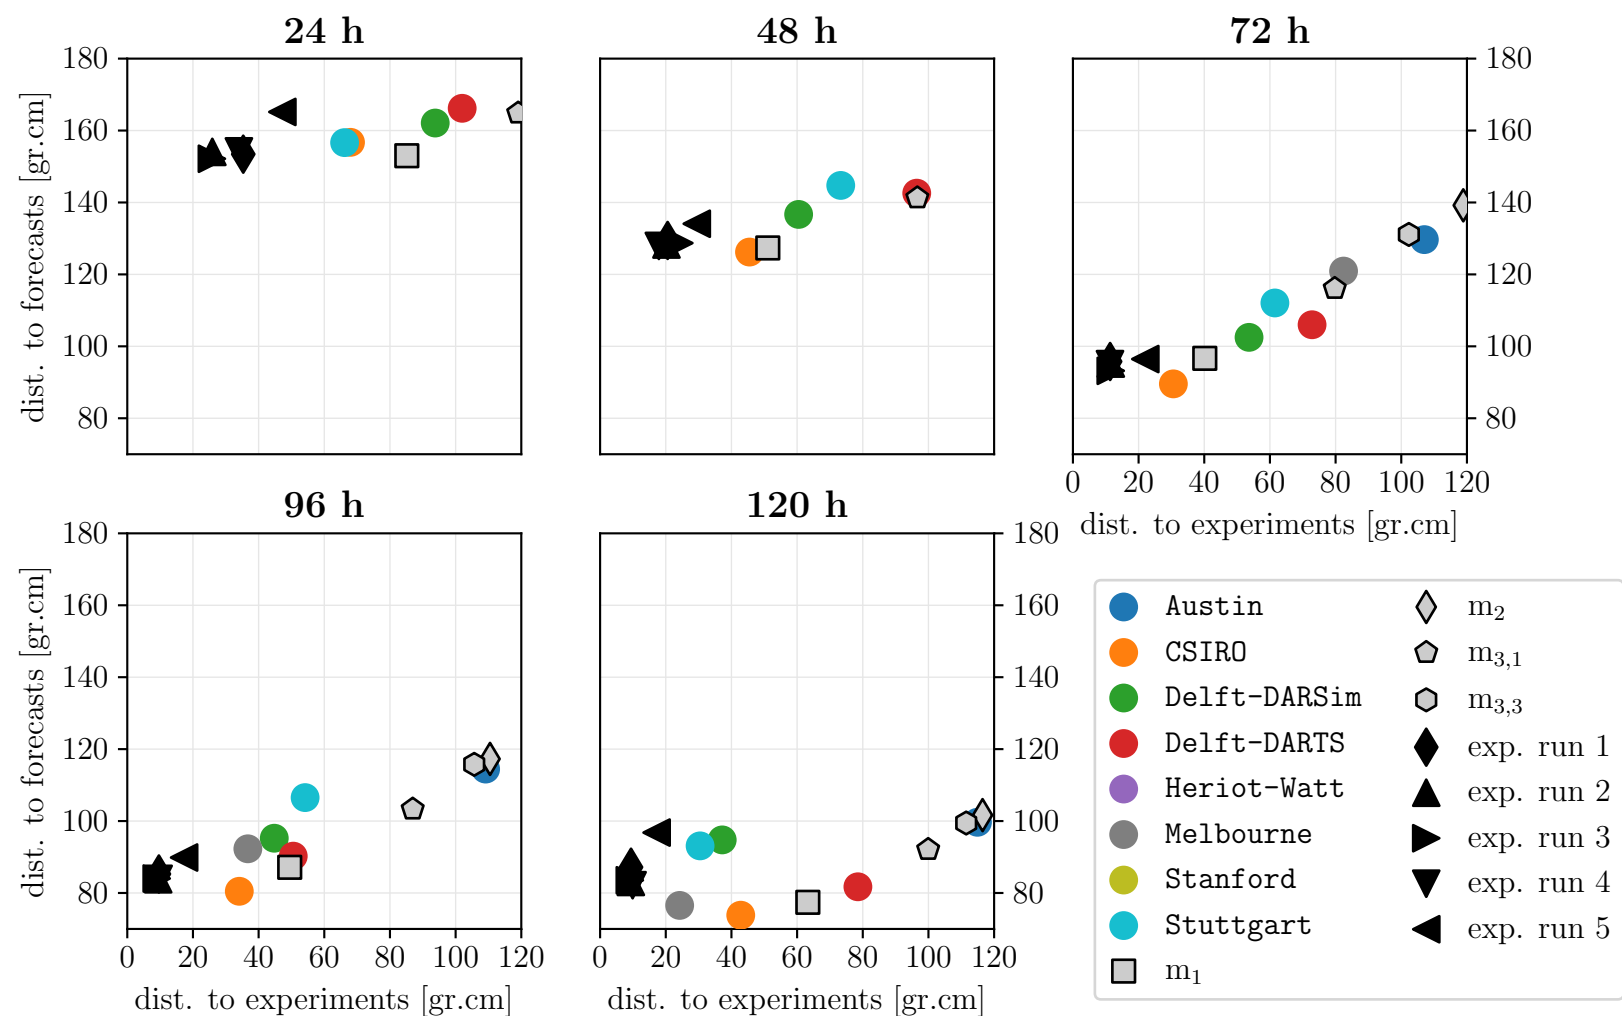 24 h
48 h
72 h
180
160
140
120
100
80
dist. to forecasts [gr.cm]
180
160
140
120
100
80
0 20 40 60 80 100 120
dist. to experiments [gr.cm]
96 h
120 h
180
160
140
120
100
80
dist. to forecasts [gr.cm]
0 20 40 60 80 100 120
dist. to experiments [gr.cm]
180
160
140
120
100
80
0 20 40 60 80 100 120
dist. to experiments [gr.cm]
Austin
CSIRO
Delft-DARSim
Delft-DARTS
Heriot-Watt
Melbourne
Stanford
Stuttgart
m₁
m₂
m₃,₁
m₃,₃
exp. run 1
exp. run 2
exp. run 3
exp. run 4
exp. run 5